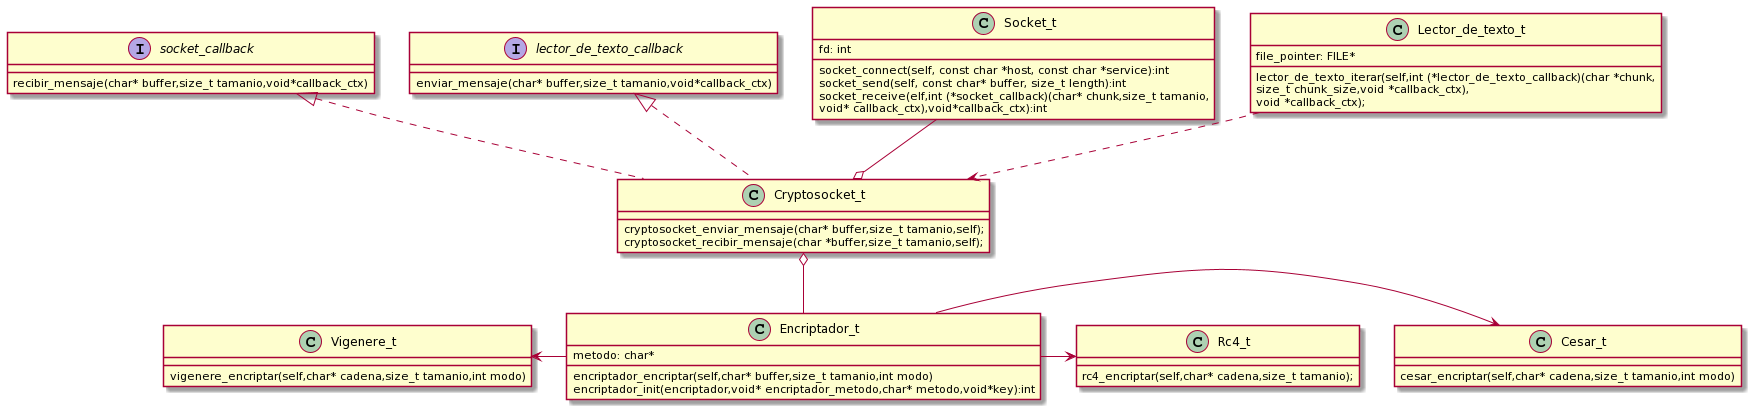 I socket_callback
recibir_mensaje(char* buffer,size_t tamanio,void*callback_ctx)
I lector_de_texto_callback
enviar_mensaje(char* buffer,size_t tamanio,void*callback_ctx)
C Socket_t
fd: int
socket_connect(self, const char *host, const char *service):int
socket_send(self, const char* buffer, size_t length):int
socket_receive(elf,int (*socket_callback)(char* chunk,size_t tamanio,
void* callback_ctx),void*callback_ctx):int
C Lector_de_texto_t
file_pointer: FILE*
lector_de_texto_iterar(self,int (*lector_de_texto_callback)(char *chunk,
size_t chunk_size,void *callback_ctx),
void *callback_ctx);
C Cryptosocket_t
cryptosocket_enviar_mensaje(char* buffer,size_t tamanio,self);
cryptosocket_recibir_mensaje(char *buffer,size_t tamanio,self);
C Vigenere_t
vigenere_encriptar(self,char* cadena,size_t tamanio,int modo)
C Encriptador_t
metodo: char*
encriptador_encriptar(self,char* buffer,size_t tamanio,int modo)
encriptador_init(encriptador,void* encriptador_metodo,char* metodo,void*key):int
C Rc4_t
rc4_encriptar(self,char* cadena,size_t tamanio);
C Cesar_t
cesar_encriptar(self,char* cadena,size_t tamanio,int modo)